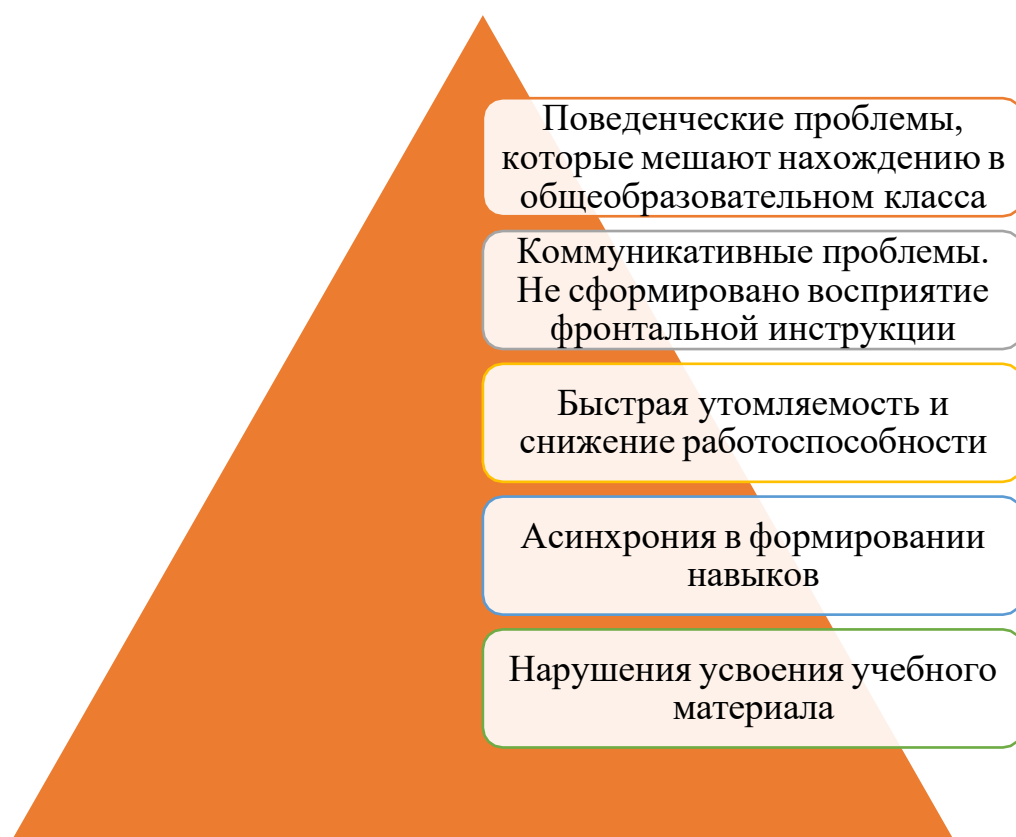 Поведенческие проблемы,
которые мешают нахождению в
общеобразовательном класса
Коммуникативные проблемы.
Не сформировано восприятие
фронтальной инструкции
Быстрая утомляемость и
снижение работоспособности
Асинхрония в формировании
навыков
Нарушения усвоения учебного
материала